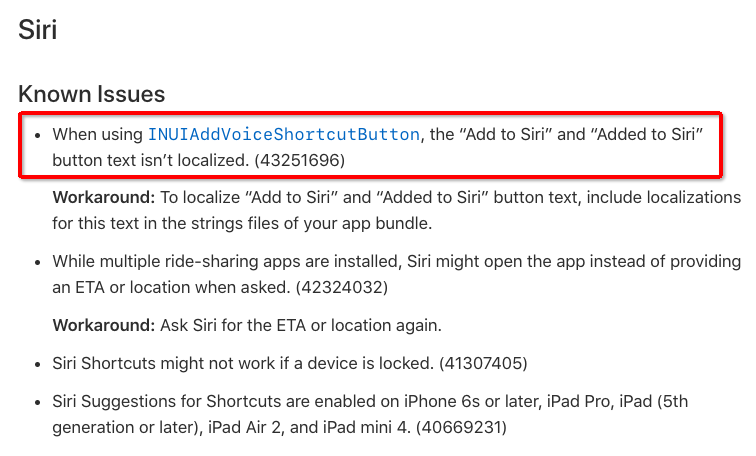 Siri
Known Issues
• When using INUIAddVoiceShortcutButton, the “Add to Siri” and “Added to Siri”
button text isn’t localized. (43251696)
Workaround: To localize “Add to Siri” and “Added to Siri” button text, include localizations
for this text in the strings files of your app bundle.
• While multiple ride-sharing apps are installed, Siri might open the app instead of providing
an ETA or location when asked. (42324032)
Workaround: Ask Siri for the ETA or location again.
• Siri Shortcuts might not work if a device is locked. (41307405)
• Siri Suggestions for Shortcuts are enabled on iPhone 6s or later, iPad Pro, iPad (5th
generation or later), iPad Air 2, and iPad mini 4. (40669231)